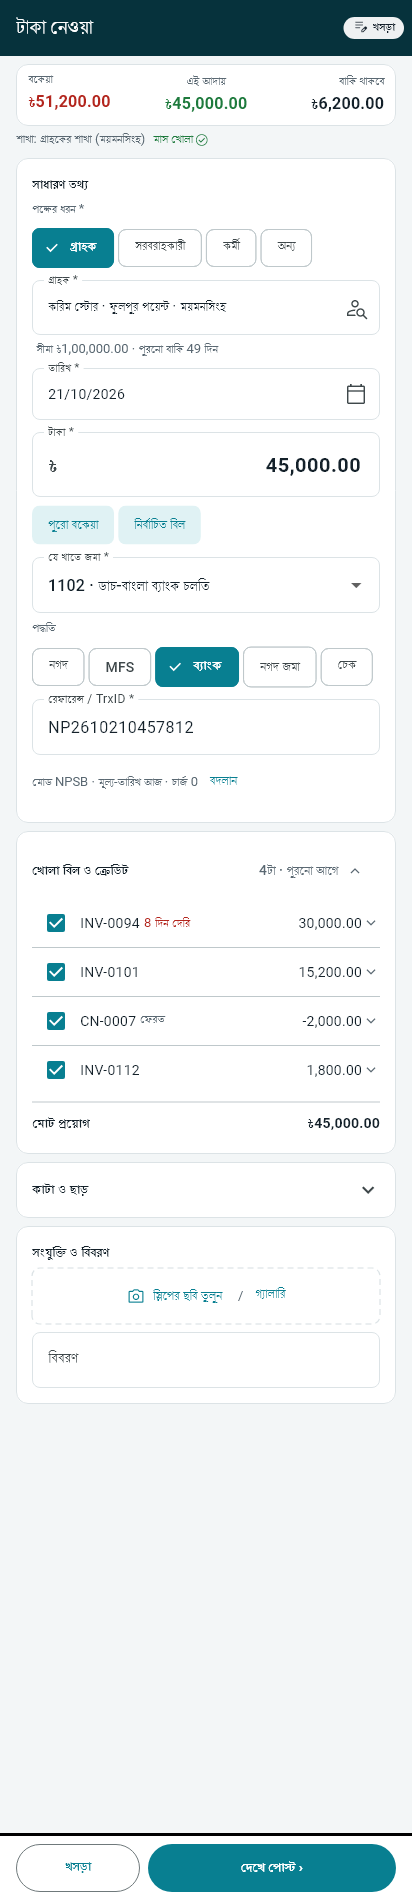 টাকা নেওয়া খসড়া
বকেয়া এই আদায় বাকি থাকবে
৳51,200.00 ৳45,000.00 ৳6,200.00
শাখা: গ্রাহকের শাখা (ময়মনসিংহ) মাস খোলা
সাধারণ তথ্য
পক্ষের ধরন *
গ্রাহক সরবরাহকারী কর্মী অন্য
গ্রাহক *
করিম স্টোর · ফুলপুর পয়েন্ট · ময়মনসিংহ
সীমা ৳1,00,000.00 · পুরনো বাকি 49 দিন
তারিখ *
21/10/2026
টাকা *
৳ 45,000.00
পুরো বকেয়া নির্বাচিত বিল
যে খাতে জমা *
1102 · ডাচ-বাংলা ব্যাংক চলতি
পদ্ধতি
নগদ MFS ব্যাংক নগদ জমা চেক
রেফারেন্স / TrxID *
NP2610210457812
মোড NPSB · মূল্য-তারিখ আজ · চার্জ 0 বদলান
খোলা বিল ও ক্রেডিট 4টা · পুরনো আগে
INV-0094 8 দিন দেরি 30,000.00
INV-0101 15,200.00
CN-0007 ফেরত -2,000.00
INV-0112 1,800.00
মোট প্রয়োগ ৳45,000.00
কাটা ও ছাড়
সংযুক্তি ও বিবরণ
স্লিপের ছবি তুলুন / গ্যালারি
বিবরণ
খসড়া দেখে পোস্ট ›